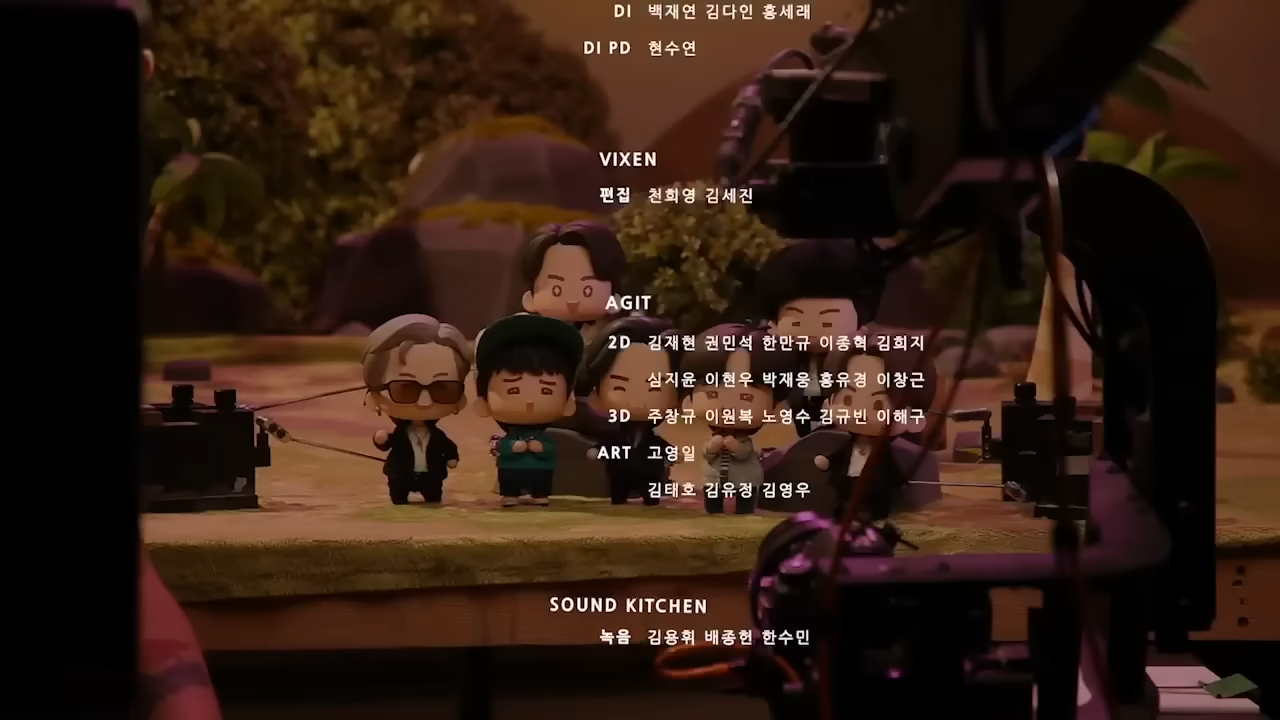 DI 백재연 김다인 홍세래
DI PD 현수연
VIXEN
편집 천희영 김세진
AGIT
2D 김재현 권민석 한만규 이종혁 김희지
심지윤 이현우 박재웅 홍유경 이창근
3D 주창규 이원복 노영수 김규빈 이해구
ART 고영일
김태호 김유정 김영우
SOUND KITCHEN
녹음 김용휘 배종헌 한수민